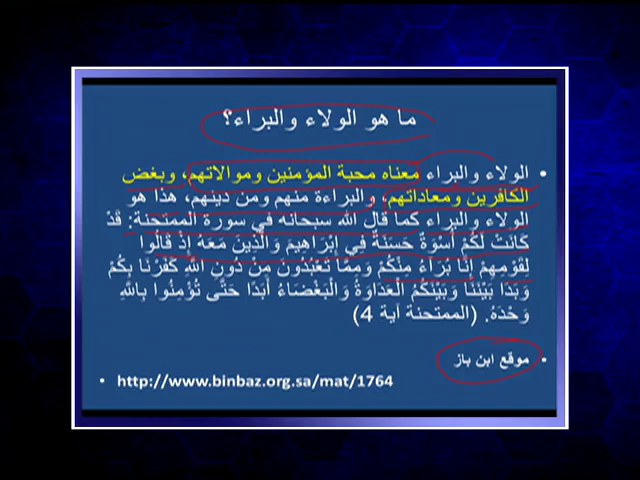 ما هو الولاء والبراء؟
• الولاء والبراء معناه محبة المؤمنين وموالاتهم، وبغض
الكافرين ومعاداتهم، والبراءة منهم ومن دينهم، هذا هو
الولاء والبراء كما قال الله سبحانه في سورة الممتحنة: قَدْ
كَانَتْ لَكُمْ أُسْوَةٌ حَسَنَةٌ فِي إِبْرَاهِيمَ وَالَّذِينَ مَعَهُ إِذْ قَالُوا
لِقَوْمِهِمْ إِنَّا بُرَآءُ مِنْكُمْ وَمِمَّا تَعْبُدُونَ مِنْ دُونِ اللَّهِ كَفَرْنَا بِكُمْ
وَبَدَا بَيْنَنَا وَبَيْنَكُمُ الْعَدَاوَةُ وَالْبَغْضَاءُ أَبَدًا حَتَّى تُؤْمِنُوا بِاللَّهِ
وَحْدَهُ. (الممتحنة آية 4)
• موقع ابن باز
• http://www.binbaz.org.sa/mat/1764